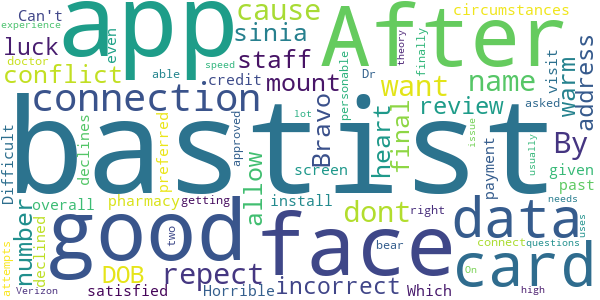 Can't
experience
luck
doctor
conflict
even
app
declines
sinia
able
speed
cause
staff
credit
mount
After
circumstances
theory
finally
personable
Dr
want
connection
name
review
visit
asked
warm
address
Difficult
bastist
preferred
approved
Bravo
lot
screen
heart
final
issue
usually
By
given
past
number
overall
pharmacy
getting
good
allow
install
dont
right
data
payment
needs
declined
DOB
two
repect
face
bear
incorrect
connect
questions
card
On
uses
attempts
Verizon
satisfied
Horrible
Which
high